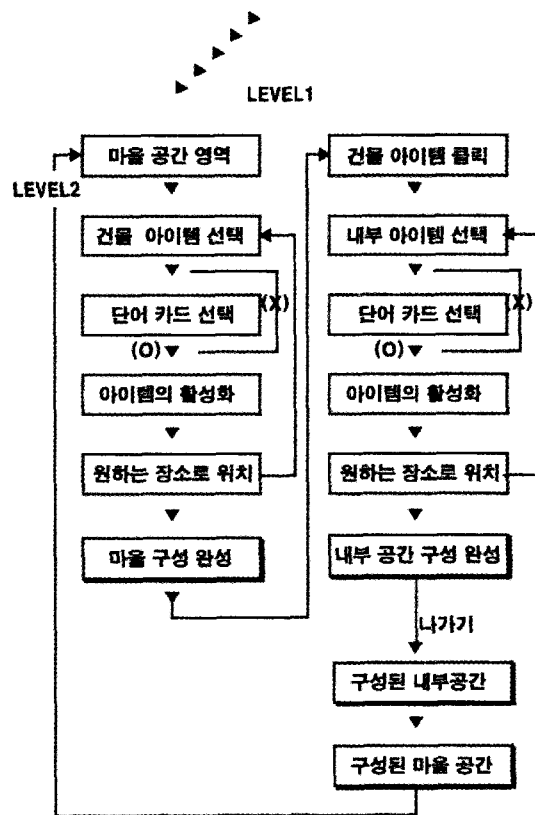 LEVEL1
LEVEL2
마을 공간 영역
건물 아이템 선택
단어 카드 선택
(X)
(O)
아이템의 활성화
원하는 장소로 위치
마을 구성 완성
건물 아이템 클릭
내부 아이템 선택
단어 카드 선택
(X)
(O)
아이템의 활성화
원하는 장소로 위치
내부 공간 구성 완성
나가기
구성된 내부공간
구성된 마을 공간